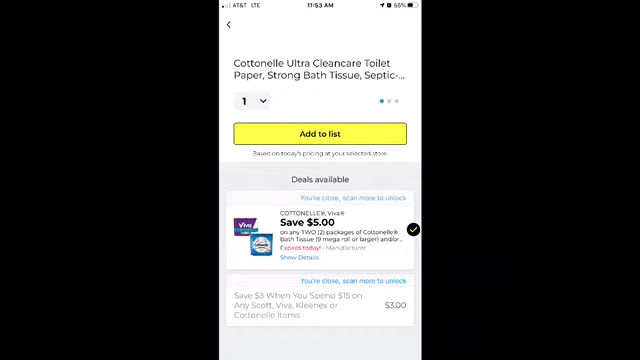 AT&T LTE 11:53 AM 68%
Cottonelle Ultra Cleancare Toilet
Paper, Strong Bath Tissue, Septic-...
1
Add to list
Based on today's pricing at your selected store.
Deals available
You're close, scan more to unlock
COTTONELLE®, Viva®
Save $5.00
on any TWO (2) packages of Cottonelle®
Bath Tissue (9 mega roll or larger) and/or...
Expires today! - Manufacturer
Show Details
Viva
Cottonelle
You're close, scan more to unlock
Save $3 When You Spend $15 on
Any Scott, Viva, Kleenex or
Cottonelle Items
$3.00